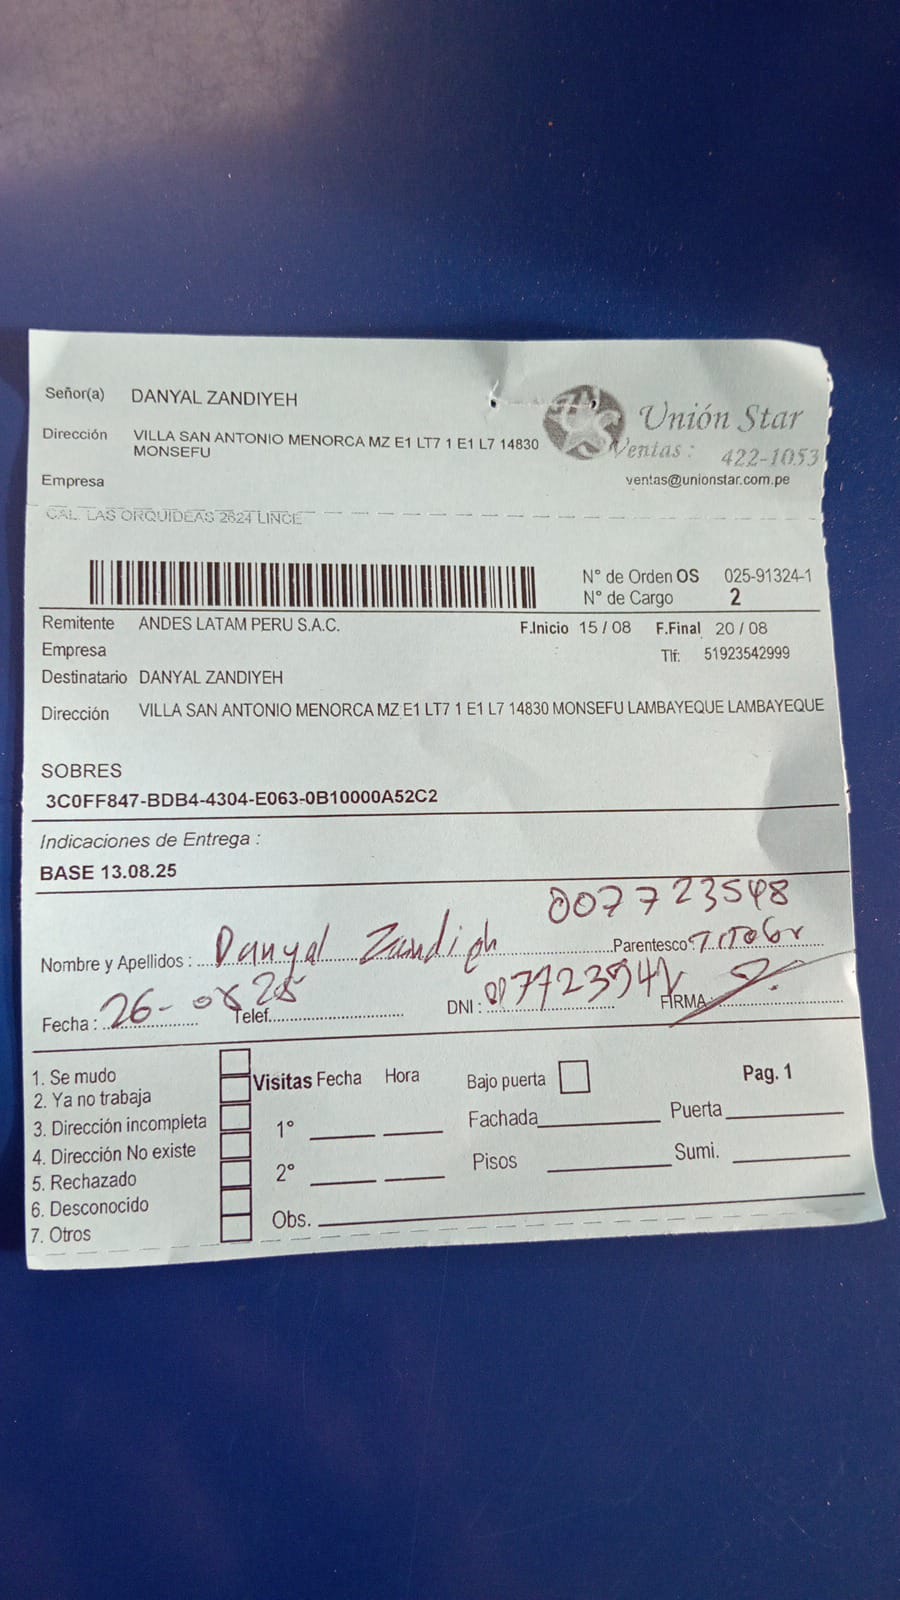 Señor(a) DANYAL ZANDIYEH
Dirección VILLA SAN ANTONIO MENORCA MZ E1 LT7 1 E1 L7 14830
MONSEFU
Empresa
Unión Star
Ventas : 422-1053
ventas@unionstar.com.pe
CAL. LAS ORQUIDEAS 2624 LINCE
N° de Orden OS 025-91324-1
N° de Cargo 2
Remitente ANDES LATAM PERU S.A.C. F.Inicio 15 / 08 F.Final 20 / 08
Empresa Tlf: 51923542999
Destinatario DANYAL ZANDIYEH
Dirección VILLA SAN ANTONIO MENORCA MZ E1 LT7 1 E1 L7 14830 MONSEFU LAMBAYEQUE LAMBAYEQUE
SOBRES
3C0FF847-BDB4-4304-E063-0B10000A52C2
Indicaciones de Entrega :
BASE 13.08.25
007723548
Nombre y Apellidos : Danyal Parentesco
Fecha : 26-08 25 Telef. DNI : FIRMA
1. Se mudo
2. Ya no trabaja
3. Dirección incompleta
4. Dirección No existe
5. Rechazado
6. Desconocido
7. Otros
Visitas Fecha Hora Bajo puerta Pag. 1
1° Fachada Puerta
2° Pisos Sumi.
Obs.